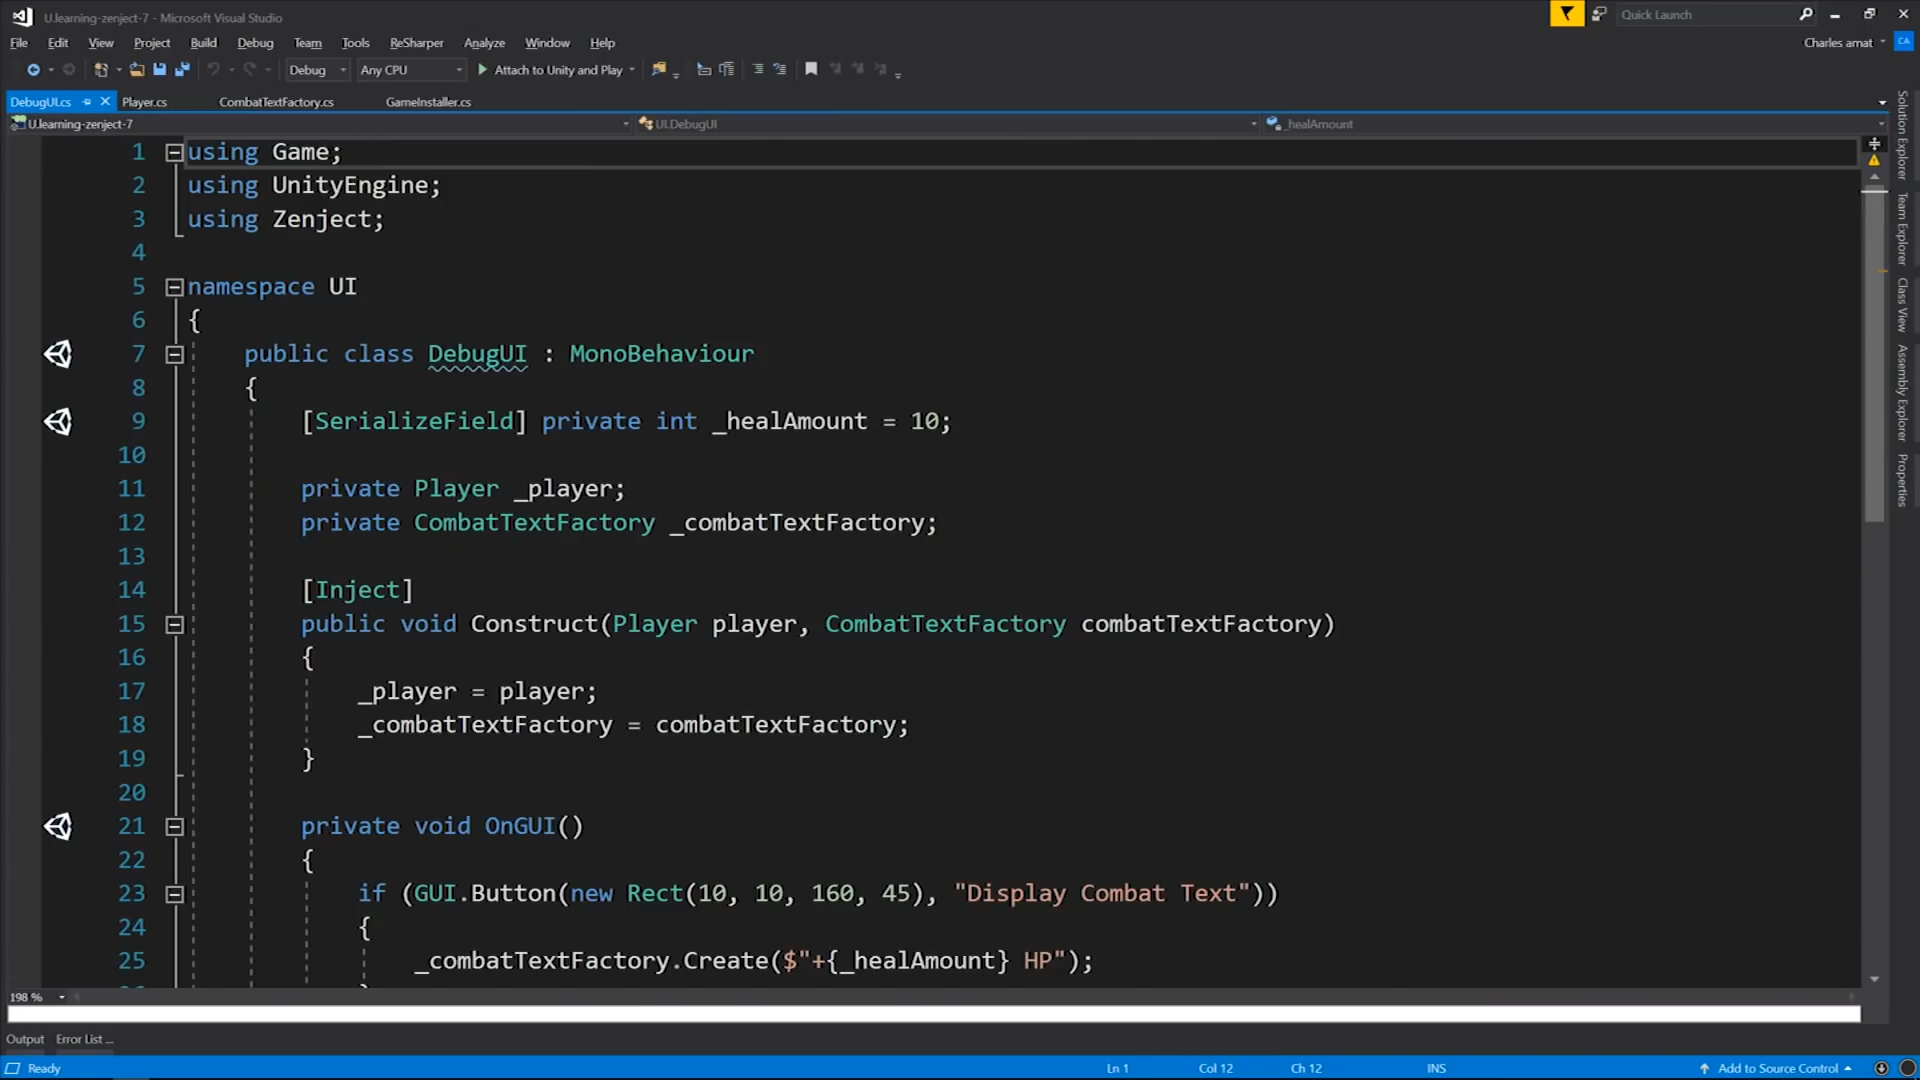 U.learning-zenject-7 - Microsoft Visual Studio
Quick Launch
File Edit View Project Build Debug Team Tools ReSharper Analyze Window Help
Charles amat CA
Debug Any CPU Attach to Unity and Play
DebugUI.cs Player.cs CombatTextFactory.cs GameInstaller.cs
U.learning-zenject-7 UI.DebugUI _healAmount
1 using Game;
2 using UnityEngine;
3 using Zenject;
4
5 namespace UI
6 {
7 public class DebugUI : MonoBehaviour
8 {
9 [SerializeField] private int _healAmount = 10;
10
11 private Player _player;
12 private CombatTextFactory _combatTextFactory;
13
14 [Inject]
15 public void Construct(Player player, CombatTextFactory combatTextFactory)
16 {
17 _player = player;
18 _combatTextFactory = combatTextFactory;
19 }
20
21 private void OnGUI()
22 {
23 if (GUI.Button(new Rect(10, 10, 160, 45), "Display Combat Text"))
24 {
25 _combatTextFactory.Create($"+{_healAmount} HP");
Solution Explorer
Team Explorer
Class View
Assembly Explorer
Properties
198 %
Output Error List ...
Ready Ln 1 Col 12 Ch 12 INS Add to Source Control